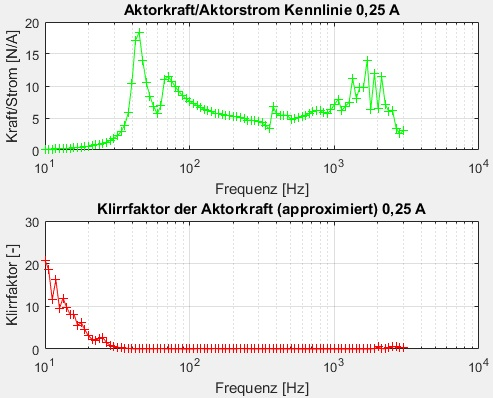 Aktorkraft/Aktorstrom Kennlinie 0,25 A
Kraft/Strom [N/A]
20
15
10
5
0
10^1 10^2 10^3 10^4
Frequenz [Hz]
Klirrfaktor der Aktorkraft (approximiert) 0,25 A
Klirrfaktor [-]
30
20
10
0
10^1 10^2 10^3 10^4
Frequenz [Hz]